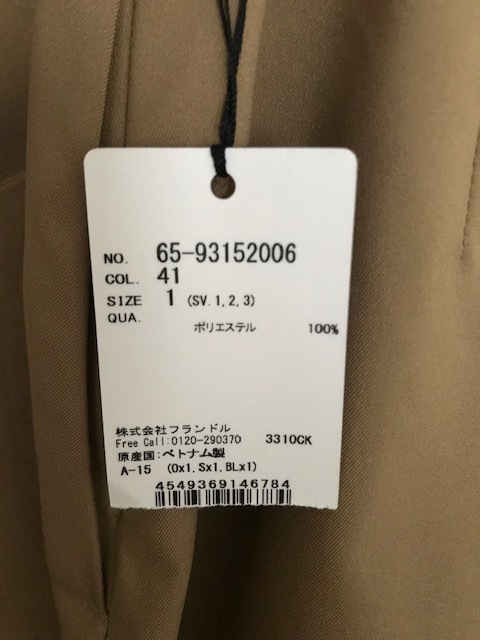 NO. 65-93152006
COL. 41
SIZE 1 (SV.1,2,3)
QUA.
ポリエステル 100%
株式会社フランドル
Free Call:0120-290370 3310CK
原産国:ベトナム製
A-15 (Ox1,Sx1,BLx1)
4549369146784